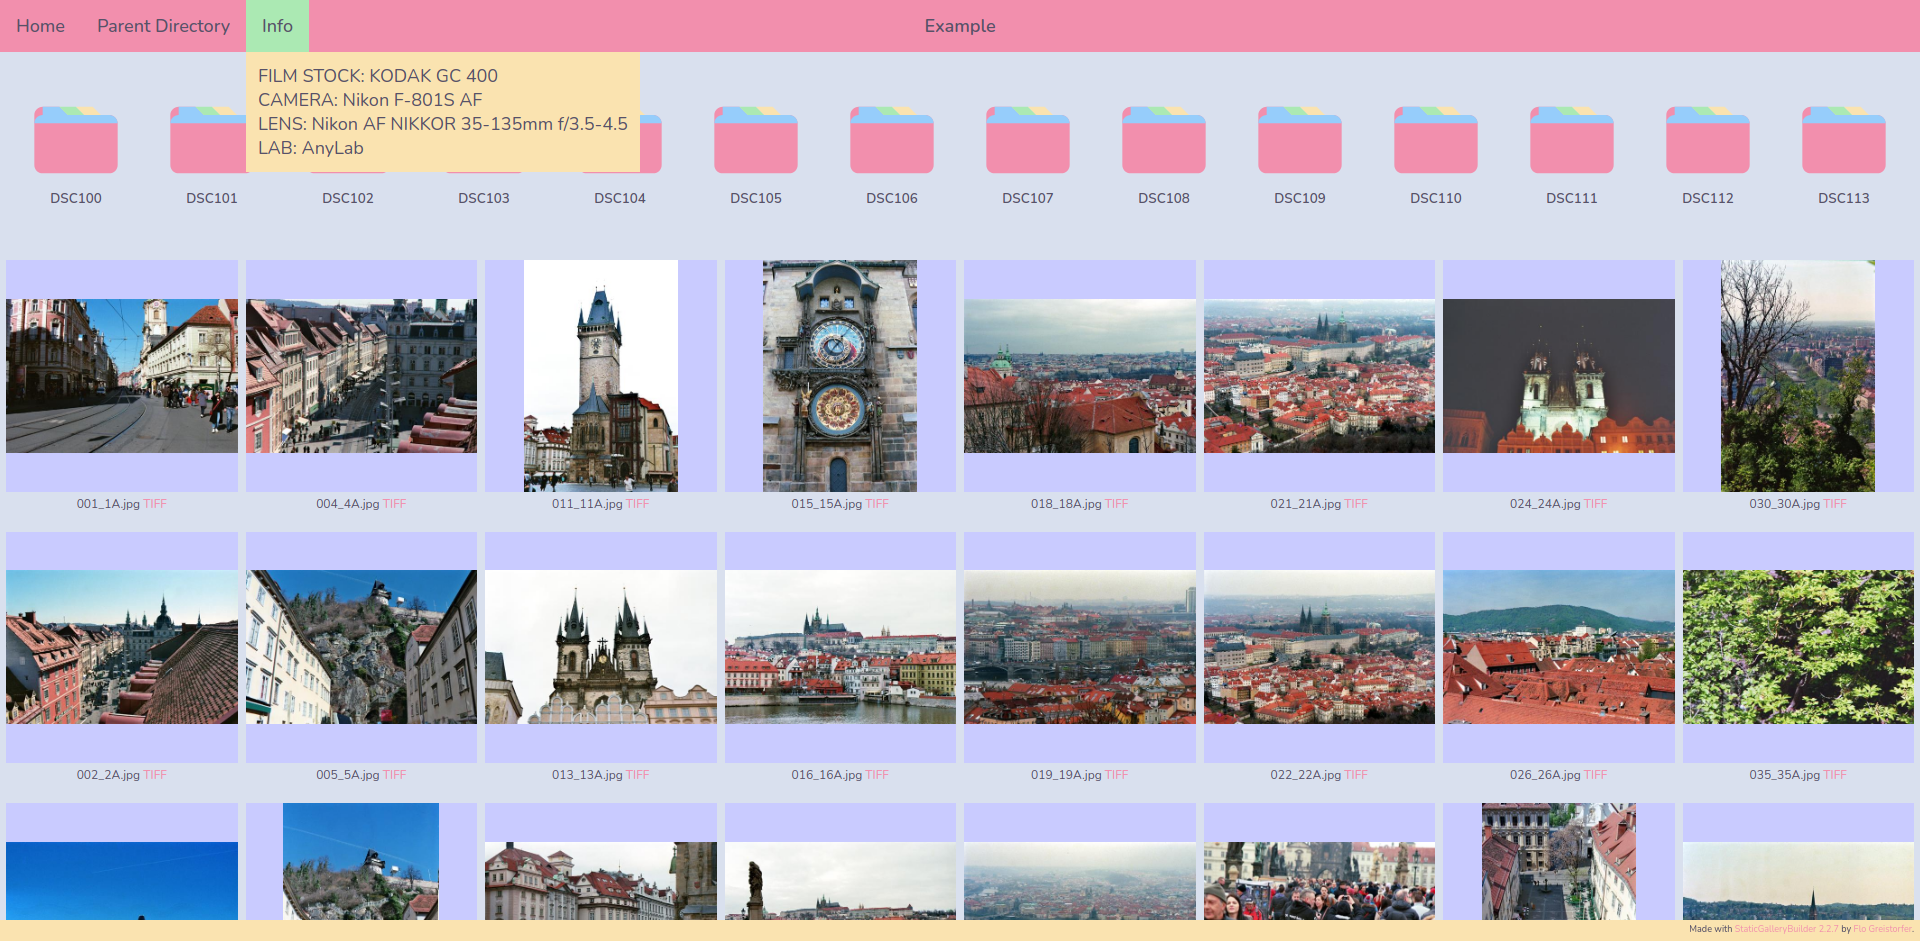 Home Parent Directory Info Example
FILM STOCK: KODAK GC 400
CAMERA: Nikon F-801S AF
LENS: Nikon AF NIKKOR 35-135mm f/3.5-4.5
LAB: AnyLab
DSC100 DSC101 DSC102 DSC103 DSC104 DSC105 DSC106 DSC107 DSC108 DSC109 DSC110 DSC111 DSC112 DSC113
001_1A.jpg TIFF 004_4A.jpg TIFF 011_11A.jpg TIFF 015_15A.jpg TIFF 018_18A.jpg TIFF 021_21A.jpg TIFF 024_24A.jpg TIFF 030_30A.jpg TIFF
002_2A.jpg TIFF 005_5A.jpg TIFF 013_13A.jpg TIFF 016_16A.jpg TIFF 019_19A.jpg TIFF 022_22A.jpg TIFF 026_26A.jpg TIFF 035_35A.jpg TIFF
Made with StaticGalleryBuilder 2.2.7 by Flo Greistorfer.